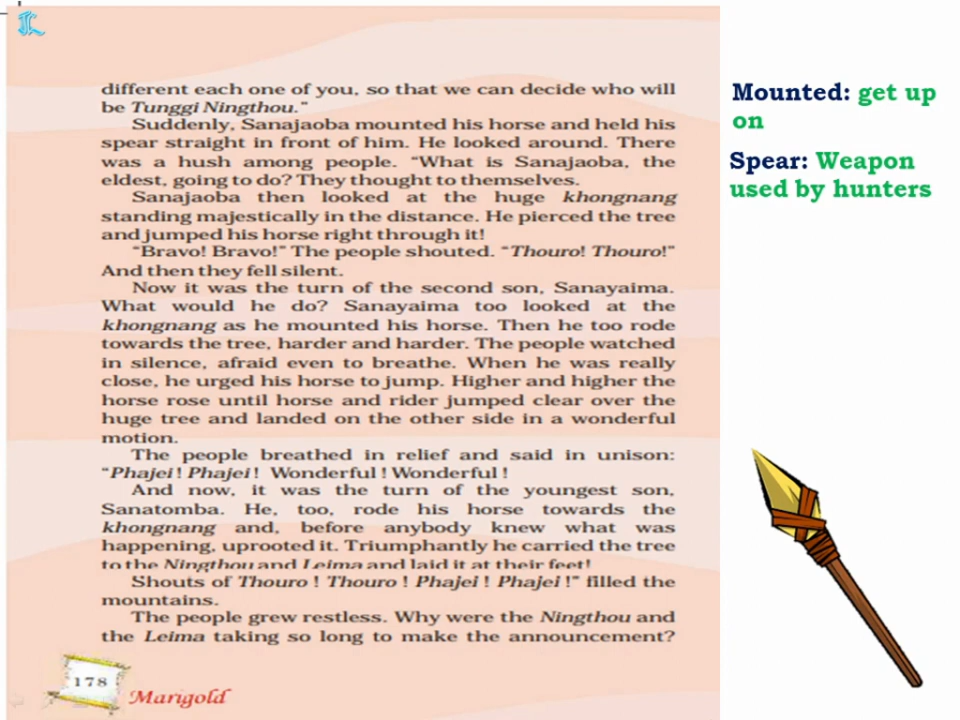 different each one of you, so that we can decide who will
be Tunggi Ningthou."
Suddenly, Sanajaoba mounted his horse and held his
spear straight in front of him. He looked around. There
was a hush among people. "What is Sanajaoba, the
eldest, going to do? They thought to themselves.
Sanajaoba then looked at the huge khongnang
standing majestically in the distance. He pierced the tree
and jumped his horse right through it!
"Bravo! Bravo!" The people shouted. "Thouro! Thouro!"
And then they fell silent.
Now it was the turn of the second son, Sanayaima.
What would he do? Sanayaima too looked at the
khongnang as he mounted his horse. Then he too rode
towards the tree, harder and harder. The people watched
in silence, afraid even to breathe. When he was really
close, he urged his horse to jump. Higher and higher the
horse rose until horse and rider jumped clear over the
huge tree and landed on the other side in a wonderful
motion.
The people breathed in relief and said in unison:
"Phajei ! Phajei ! Wonderful ! Wonderful !
And now, it was the turn of the youngest son,
Sanatomba. He, too, rode his horse towards the
khongnang and, before anybody knew what was
happening, uprooted it. Triumphantly he carried the tree
to the Ningthou and Leima and laid it at their feet!
Shouts of Thouro ! Thouro ! Phajei ! Phajei !" filled the
mountains.
The people grew restless. Why were the Ningthou and
the Leima taking so long to make the announcement?
178
Marigold
Mounted: get up
on
Spear: Weapon
used by hunters